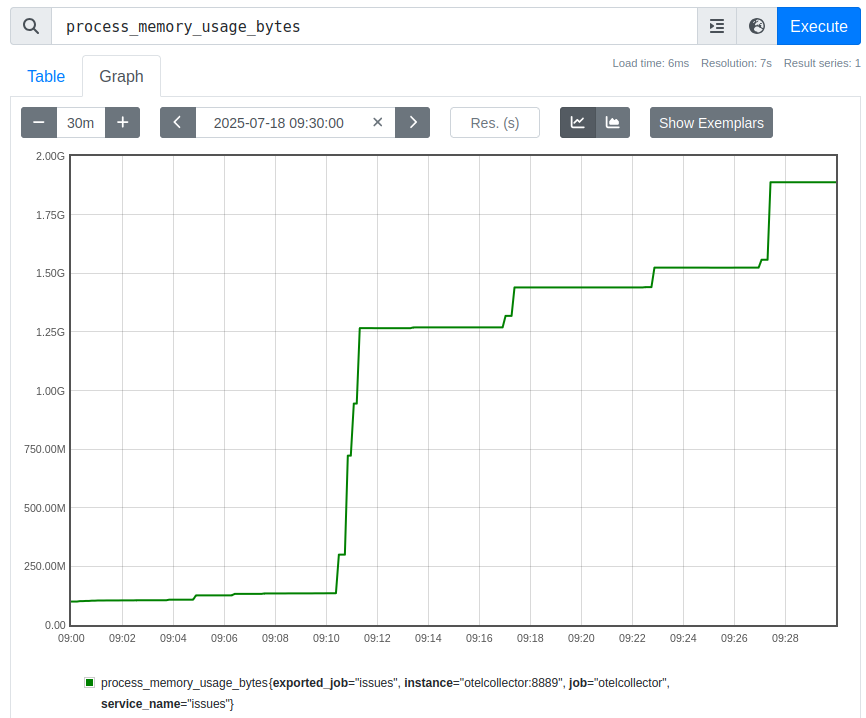 process_memory_usage_bytes
Execute
Load time: 6ms Resolution: 7s Result series: 1
Table
Graph
30m
2025-07-18 09:30:00
Res. (s)
Show Exemplars
2.00G
1.75G
1.50G
1.25G
1.00G
750.00M
500.00M
250.00M
0.00
09:00 09:02 09:04 09:06 09:08 09:10 09:12 09:14 09:16 09:18 09:20 09:22 09:24 09:26 09:28
process_memory_usage_bytes{exported_job="issues", instance="otelcollector:8889", job="otelcollector",
service_name="issues"}